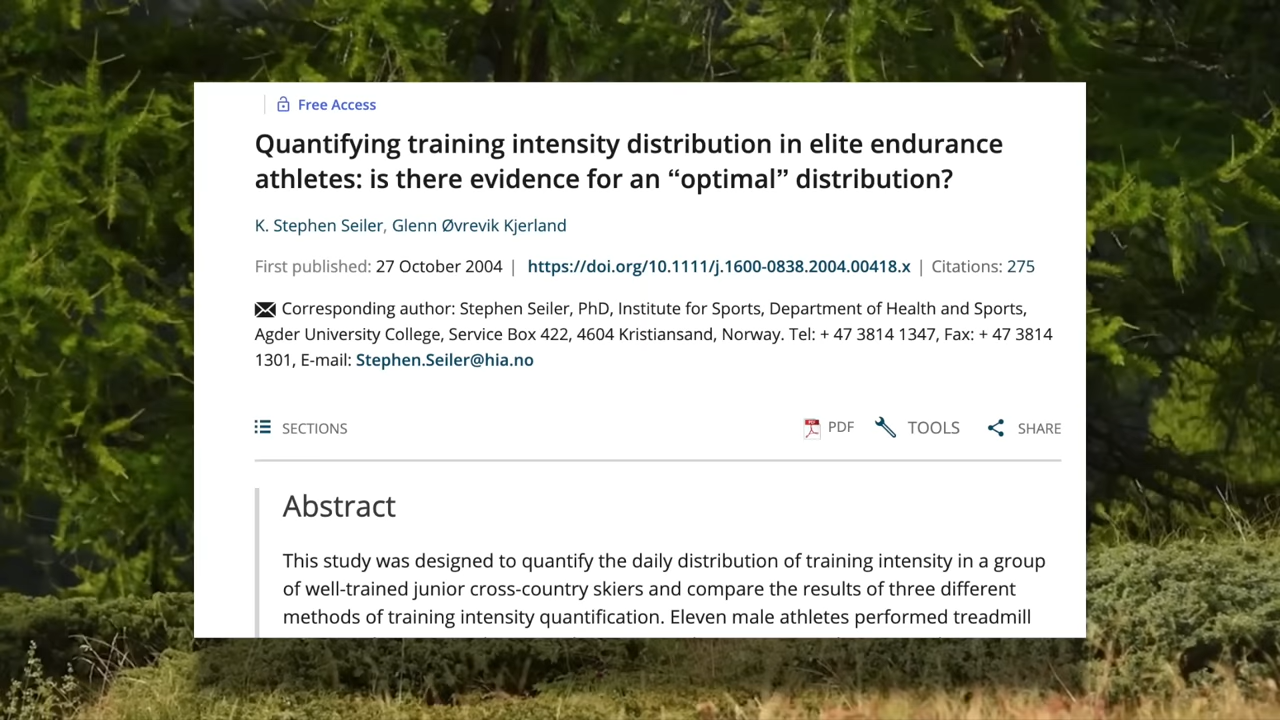 Free Access
Quantifying training intensity distribution in elite endurance
athletes: is there evidence for an “optimal” distribution?
K. Stephen Seiler, Glenn Øvrevik Kjerland
First published: 27 October 2004 | https://doi.org/10.1111/j.1600-0838.2004.00418.x | Citations: 275
Corresponding author: Stephen Seiler, PhD, Institute for Sports, Department of Health and Sports,
Agder University College, Service Box 422, 4604 Kristiansand, Norway. Tel: + 47 3814 1347, Fax: + 47 3814
1301, E-mail: Stephen.Seiler@hia.no
SECTIONS PDF TOOLS SHARE
Abstract
This study was designed to quantify the daily distribution of training intensity in a group
of well-trained junior cross-country skiers and compare the results of three different
methods of training intensity quantification. Eleven male athletes performed treadmill